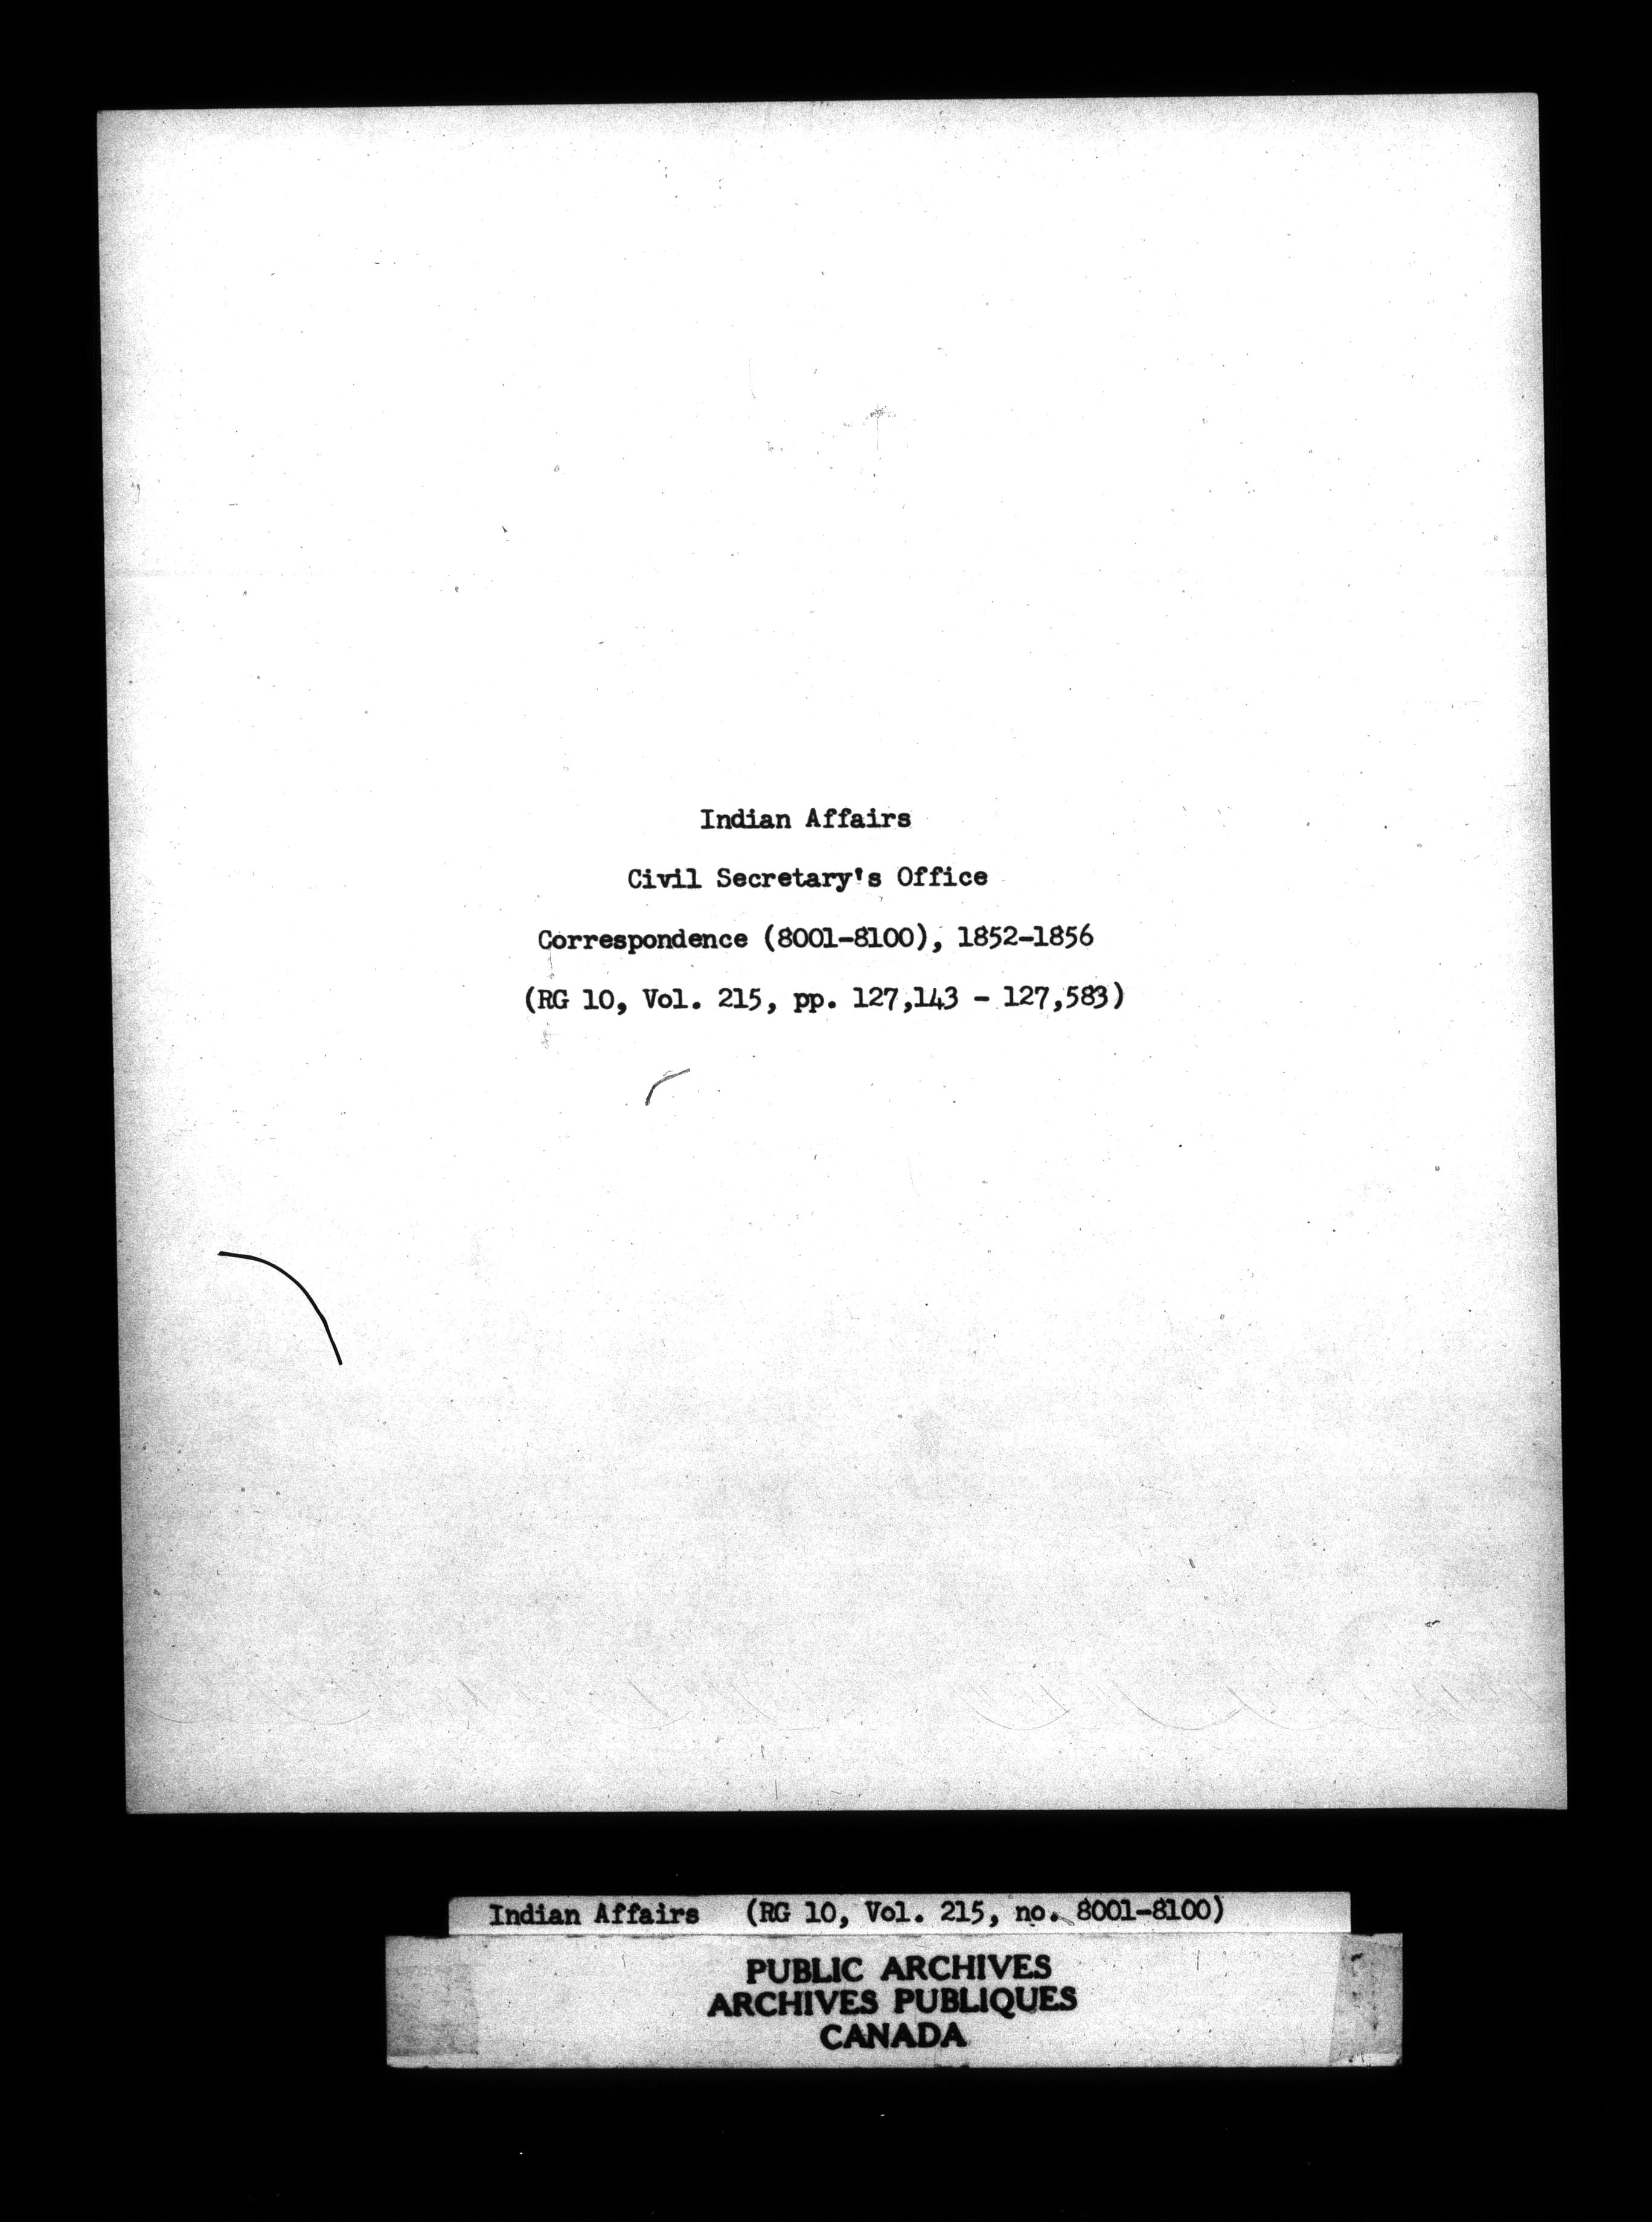 Indian Affairs
Civil Secretary's Office
Correspondence (8001-8100), 1852-1856
(RG 10, Vol. 215, pp. 127,143 - 127,583)
Indian Affairs (RG 10, Vol. 215, no. 8001-8100)
PUBLIC ARCHIVES
ARCHIVES PUBLIQUES
CANADA